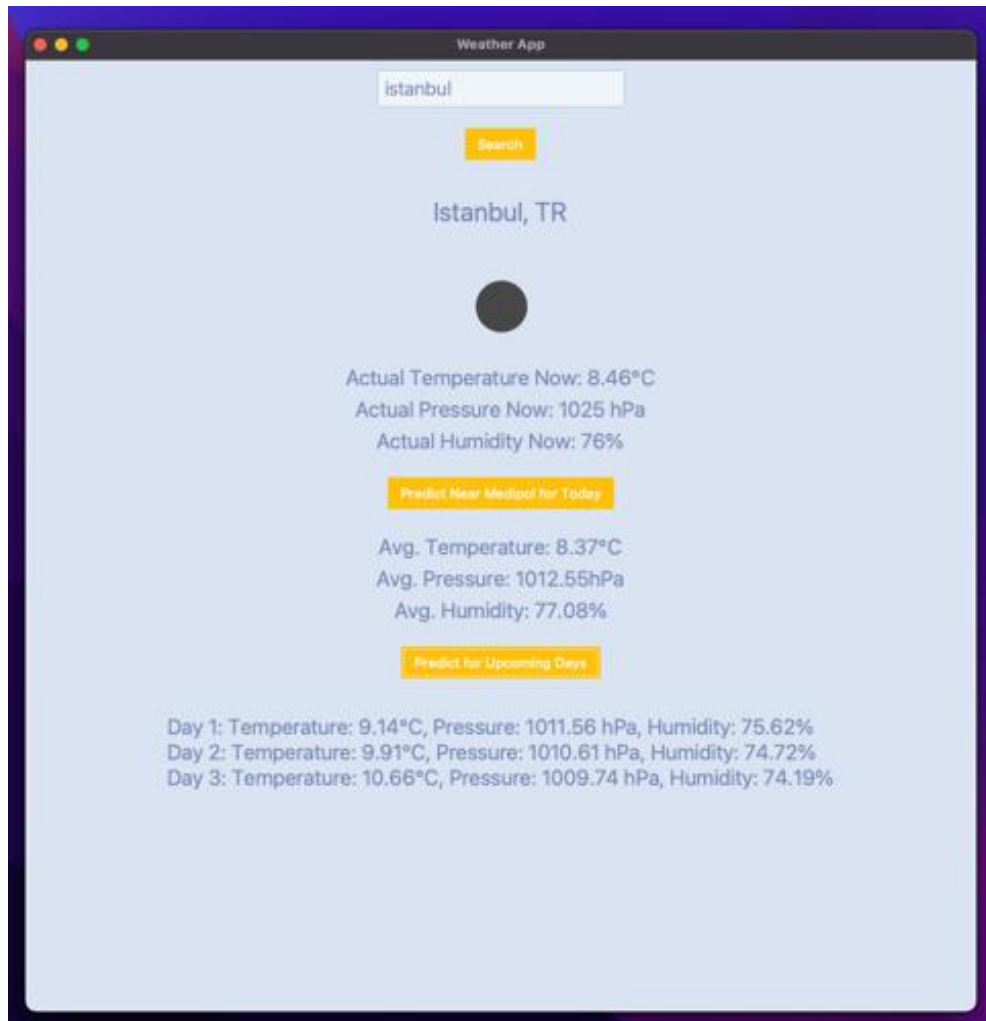 Weather App
istanbul
Search
Istanbul, TR
Actual Temperature Now: 8.46°C
Actual Pressure Now: 1025 hPa
Actual Humidity Now: 76%
Predict Near Medipol for Today
Avg. Temperature: 8.37°C
Avg. Pressure: 1012.55hPa
Avg. Humidity: 77.08%
Predict for Upcoming Days
Day 1: Temperature: 9.14°C, Pressure: 1011.56 hPa, Humidity: 75.62%
Day 2: Temperature: 9.91°C, Pressure: 1010.61 hPa, Humidity: 74.72%
Day 3: Temperature: 10.66°C, Pressure: 1009.74 hPa, Humidity: 74.19%